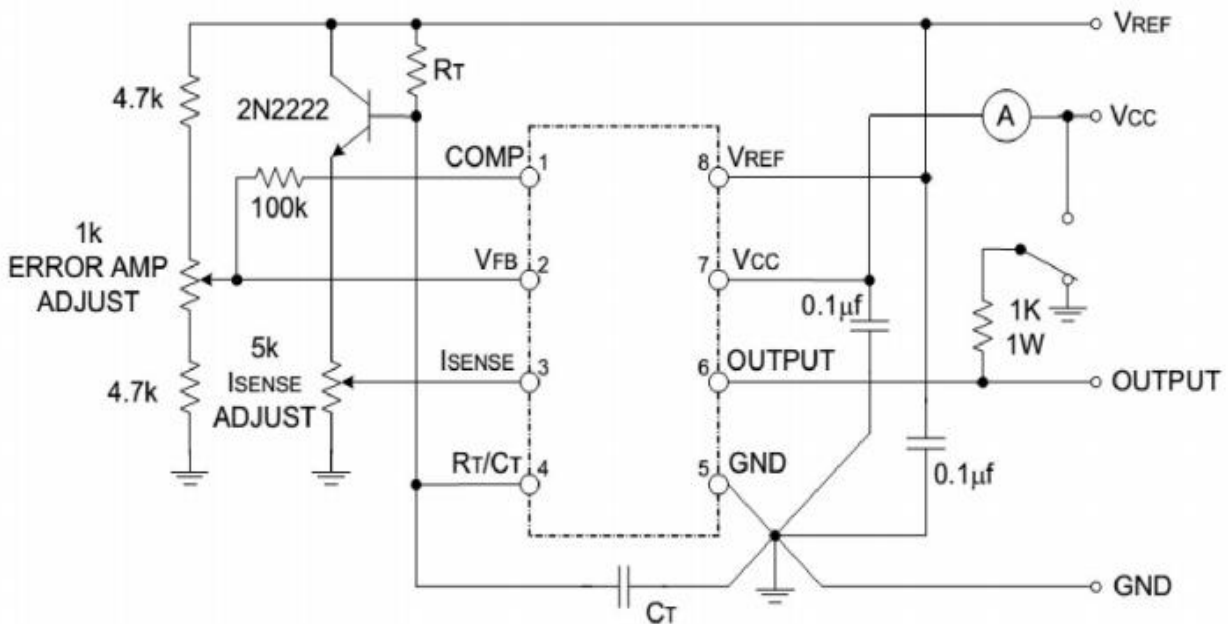 VREF
RT
4.7k
2N2222
A
VCC
COMP
1
8
VREF
100k
1k
ERROR AMP
ADJUST
VFB
2
7
VCC
0.1µf
1K
1W
5k
ISENSE
ADJUST
ISENSE
3
6
OUTPUT
OUTPUT
4.7k
RT/CT
4
5
GND
0.1µf
CT
GND